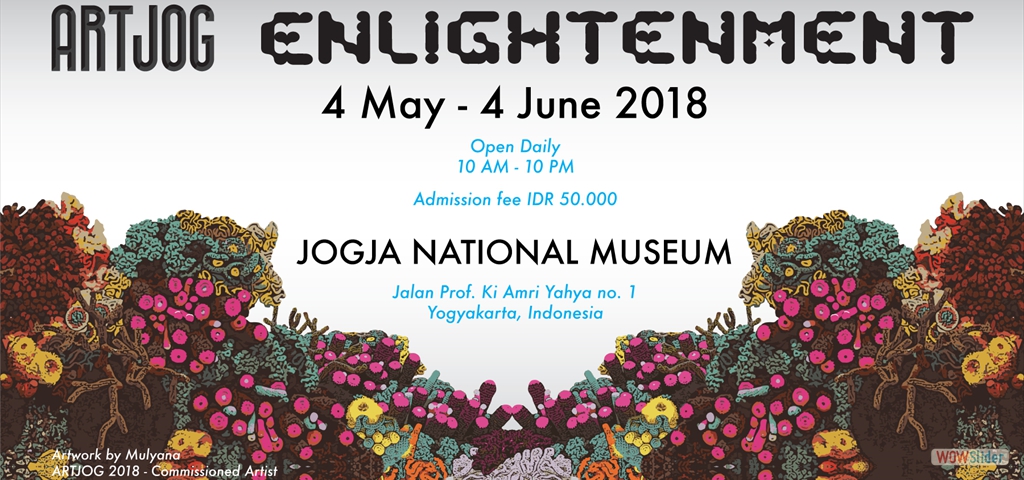 ARTJOG ENLIGHTENMENT
4 May - 4 June 2018
Open Daily
10 AM - 10 PM
Admission fee IDR 50.000
JOGJA NATIONAL MUSEUM
Jalan Prof. Ki Amri Yahya no. 1
Yogyakarta, Indonesia
Artwork by Mulyana
ARTJOG 2018 - Commissioned Artist
WOWSlider